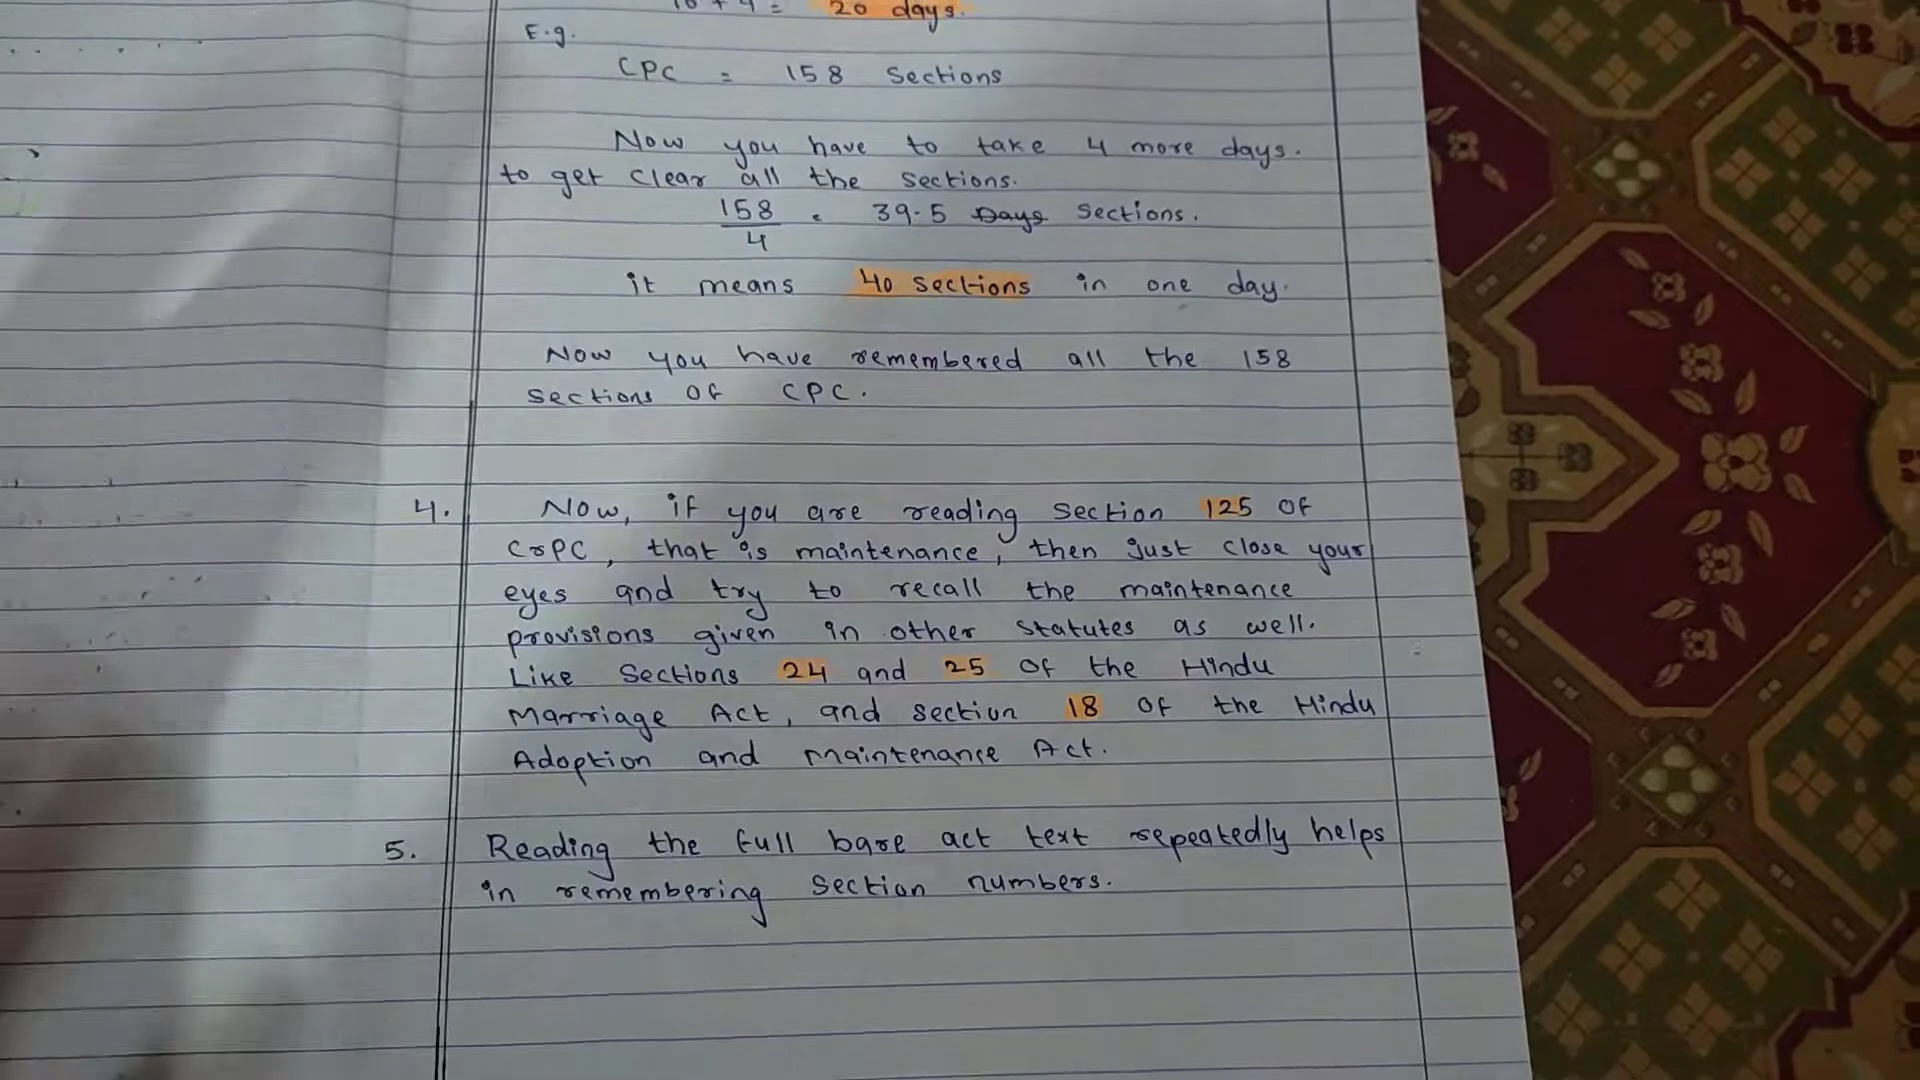 16 + 4 = 20 days.
E.g.
CPC = 158 Sections
Now you have to take 4 more days.
to get clear all the sections.
158 = 39.5 Days sections.
4
it means 40 sections in one day.
Now you have remembered all the 158
sections of CPC.
4. Now, if you are reading section 125 of
CrPC, that is maintenance, then just close your
eyes and try to recall the maintenance
provisions given in other statutes as well.
Like Sections 24 and 25 of the Hindu
Marriage Act, and section 18 of the Hindu
Adoption and maintenance Act.
5. Reading the full bare act text repeatedly helps
in remembering section numbers.